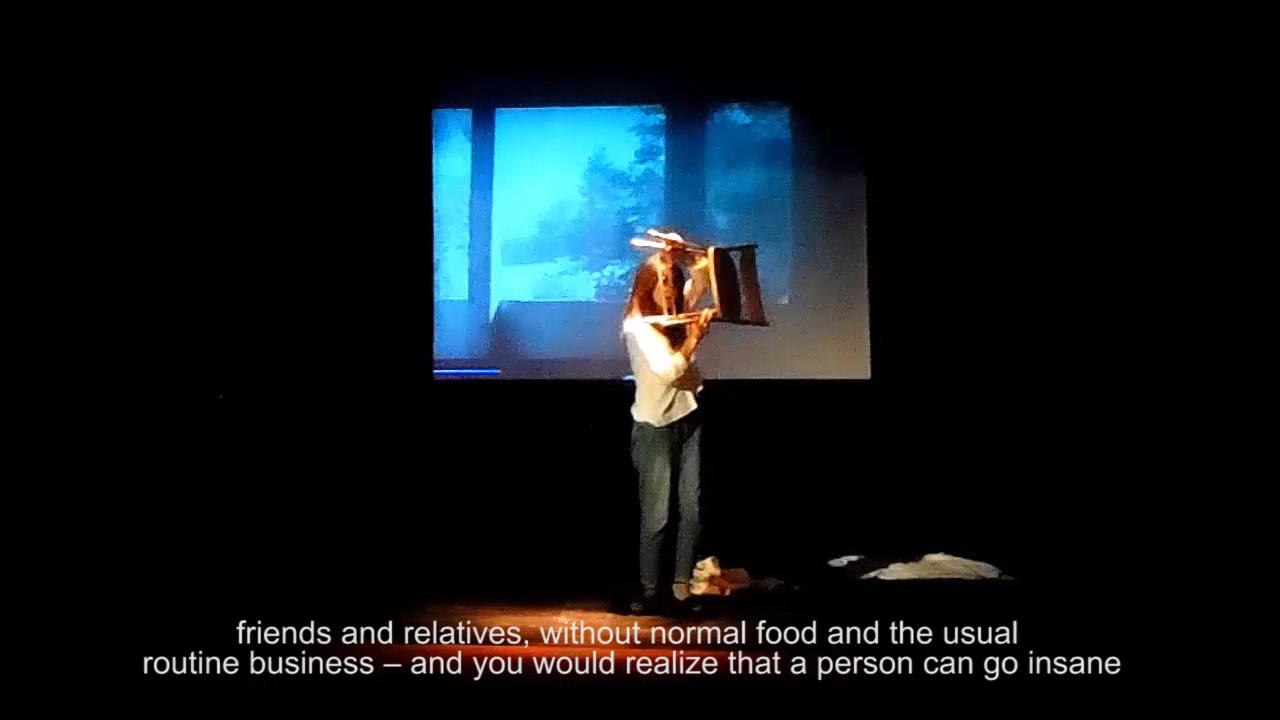 friends and relatives, without normal food and the usual
routine business – and you would realize that a person can go insane